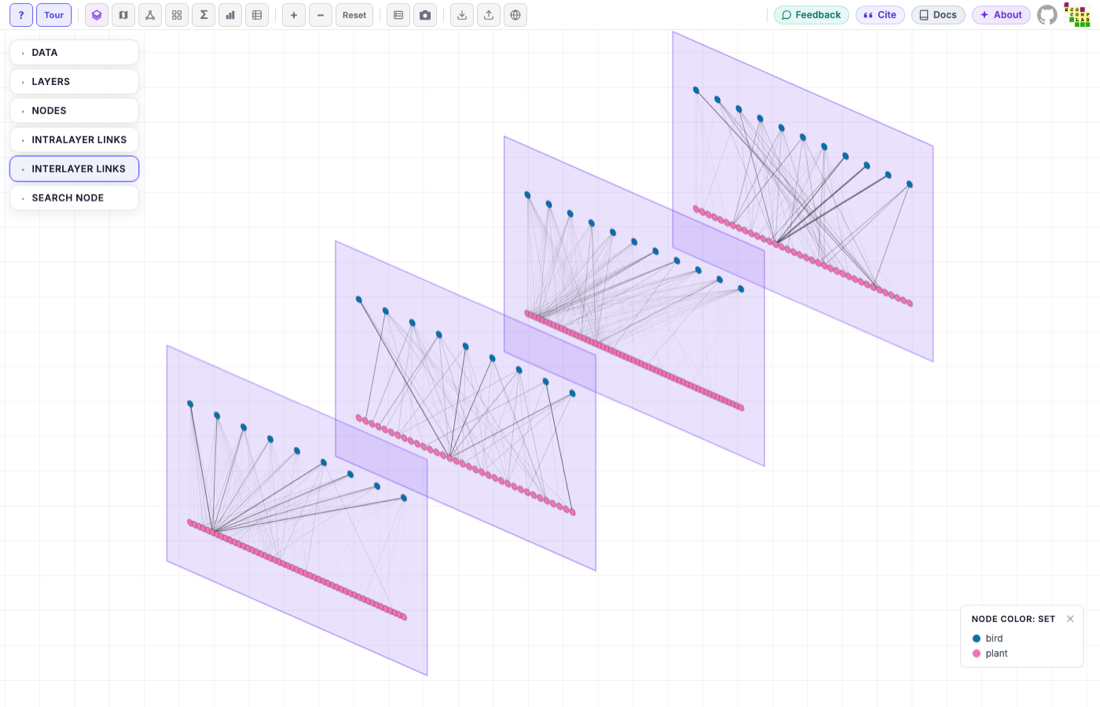 ? Tour Σ + − Reset Feedback Cite Docs About
DATA
LAYERS
NODES
INTRALAYER LINKS
INTERLAYER LINKS
SEARCH NODE
NODE COLOR: SET
bird
plant